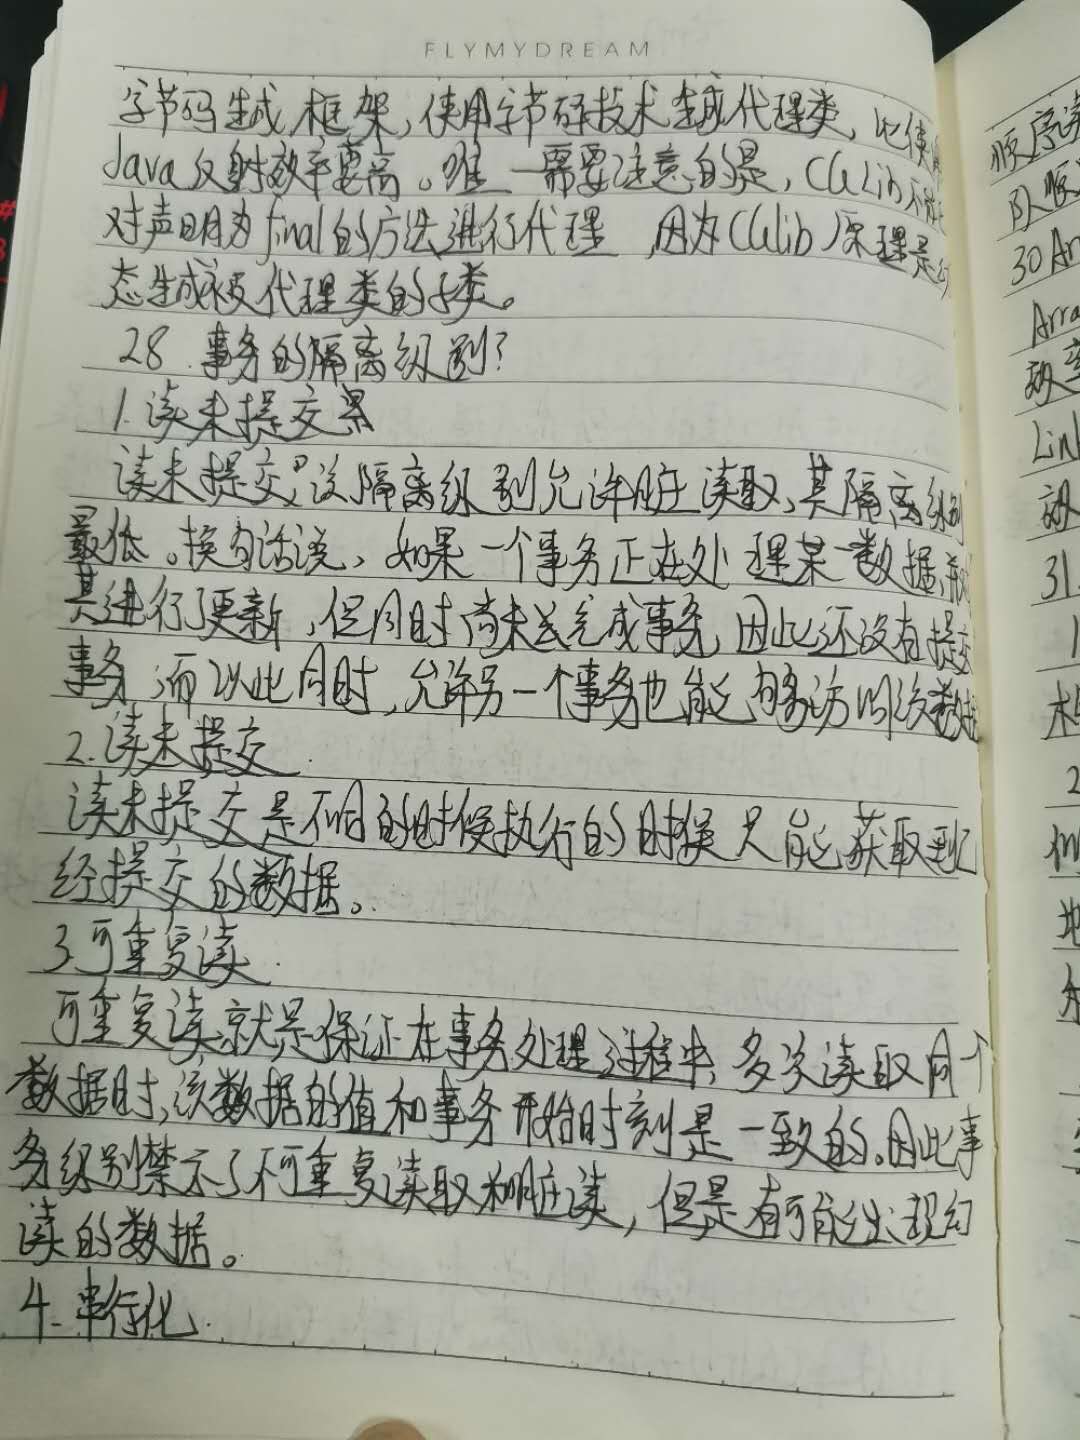 FLYMYDREAM
字节码生成框架,使用字节码技术生成代理类,比使用
Java反射效率要高。唯一需要注意的是,CGLib不能
对声明为final的方法进行代理,因为CGlib原理是动
态生成被代理类的子类。
28.事务的隔离级别?
1.读未提交
读未提交,该隔离级别允许脏读取,其隔离级别
最低。换句话说,如果一个事务正在处理某一数据,并对
其进行了更新,但同时尚未完成事务,因此还没有提交
事务;而以此同时,允许另一个事务也能够访问该数据
2.读未提交
读未提交是不同的时候执行的时候只能获取到已
经提交的数据。
3.可重复读
可重复读就是保证在事务处理过程中,多次读取同一个
数据时,该数据的值和事务开始时刻是一致的。因此事
务级别禁示了不可重复读取和脏读,但是有可能出现幻
读的数据。
4.串行化.
顺序读
队顺
30 Ar
Arra
效率
Link
效
31.
1
2
地